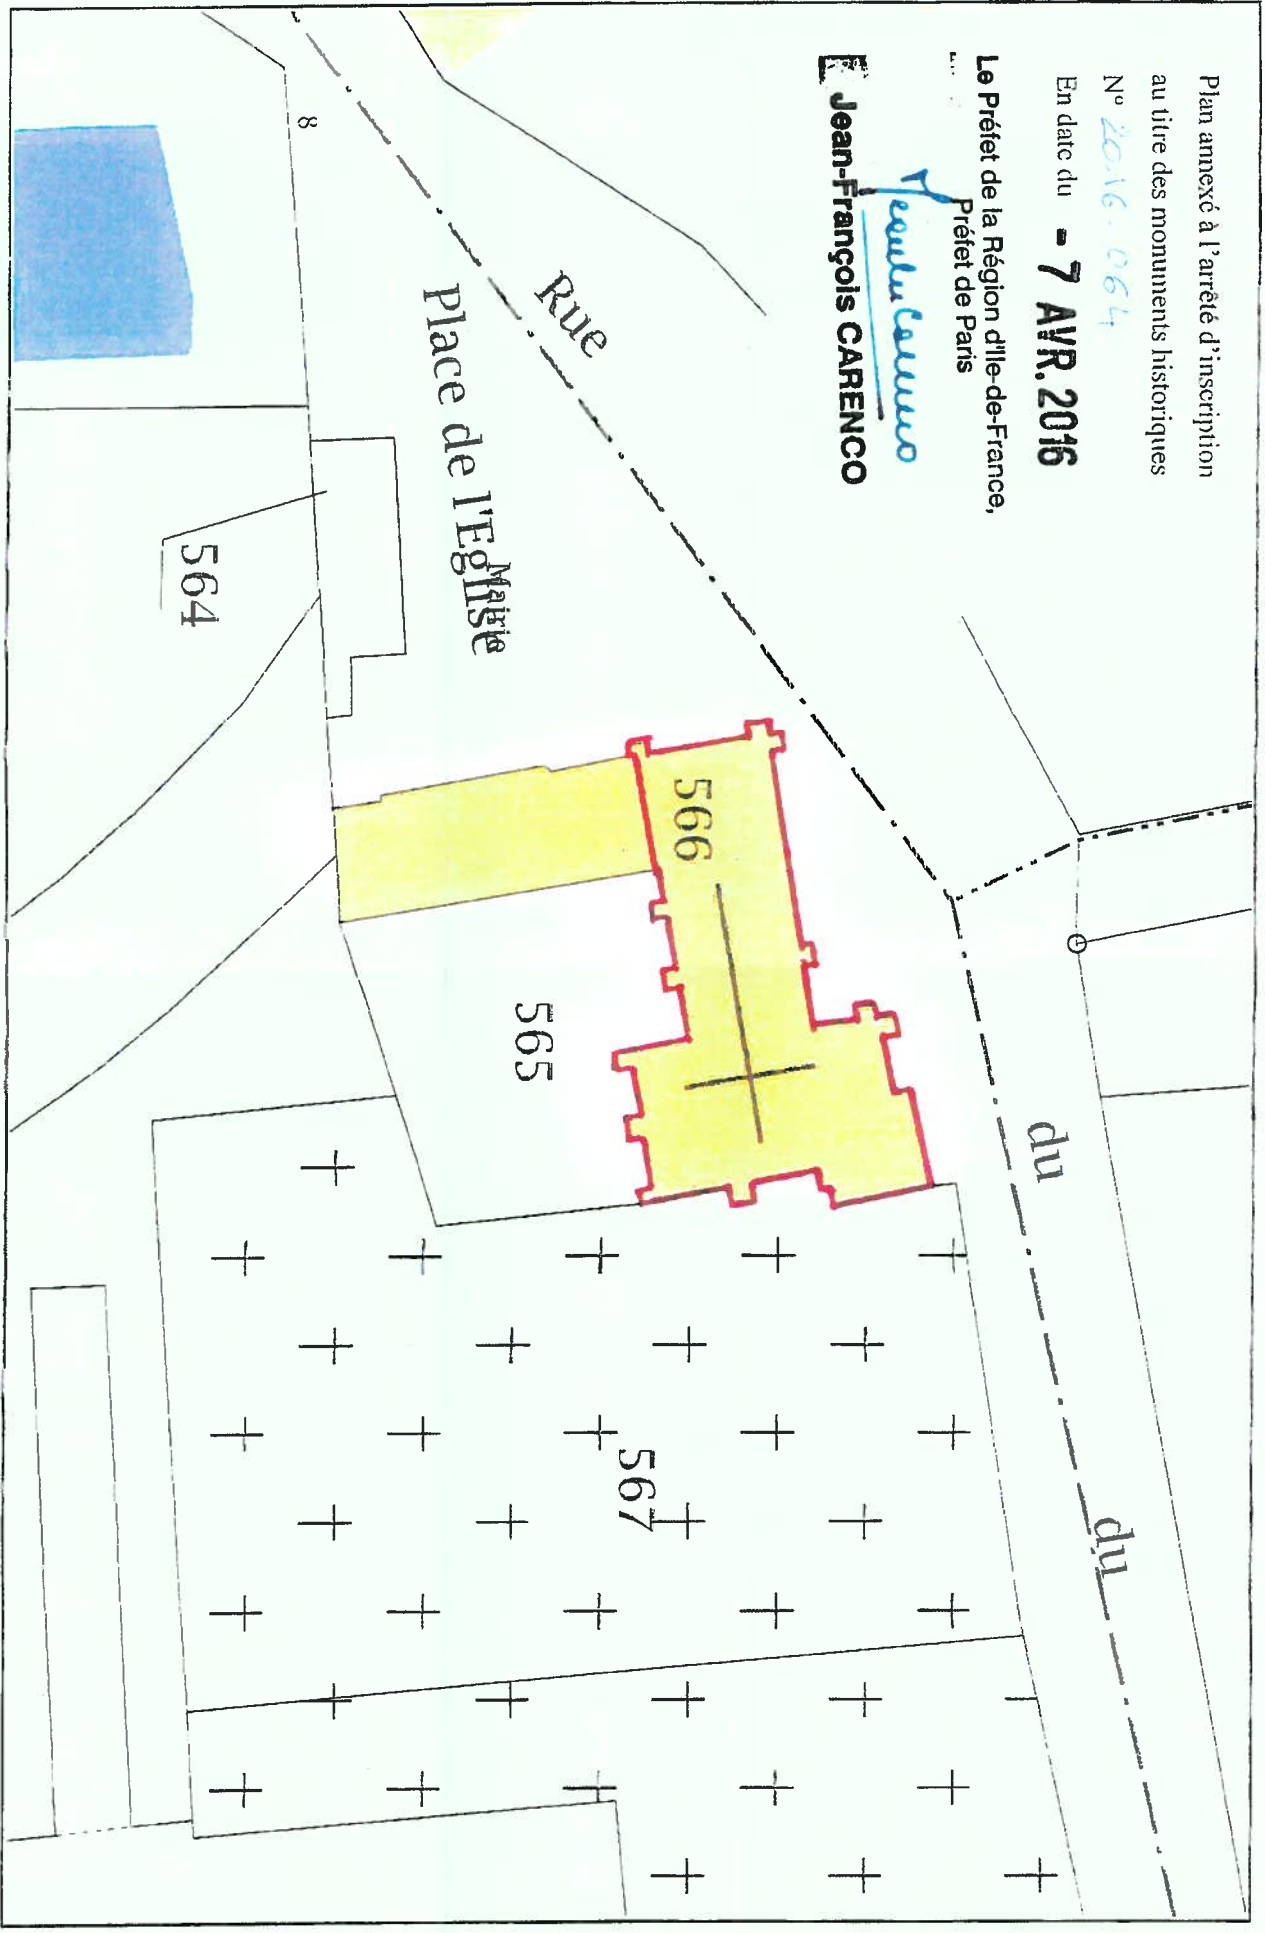 Plan annexé à l'arrêté d'inscription
au titre des monuments historiques
N° 2016-064
En date du - 7 AVR. 2016
Le Préfet de la Région d'Ile-de-France,
Préfet de Paris
Jean-François CARENCO
Rue
du
du
Place de l'Eglise
Mairie
8
564
565
566
567